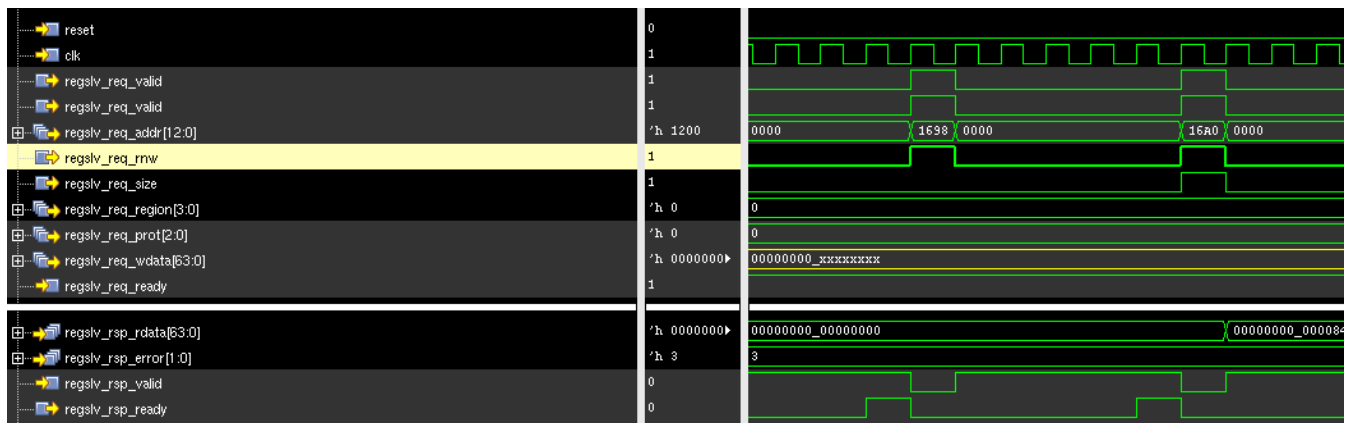 reset 0
clk 1
regslv_req_valid 1
regslv_req_valid 1
regslv_req_addr[12:0] 'h 1200 0000 1698 0000 16A0 0000
regslv_req_rnw 1
regslv_req_size 1
regslv_req_region[3:0] 'h 0 0
regslv_req_prot[2:0] 'h 0 0
regslv_req_wdata[63:0] 'h 0000000 00000000_xxxxxxxx
regslv_req_ready 1
regslv_rsp_rdata[63:0] 'h 0000000 00000000_00000000 00000000_000084
regslv_rsp_error[1:0] 'h 3 3
regslv_rsp_valid 0
regslv_rsp_ready 0